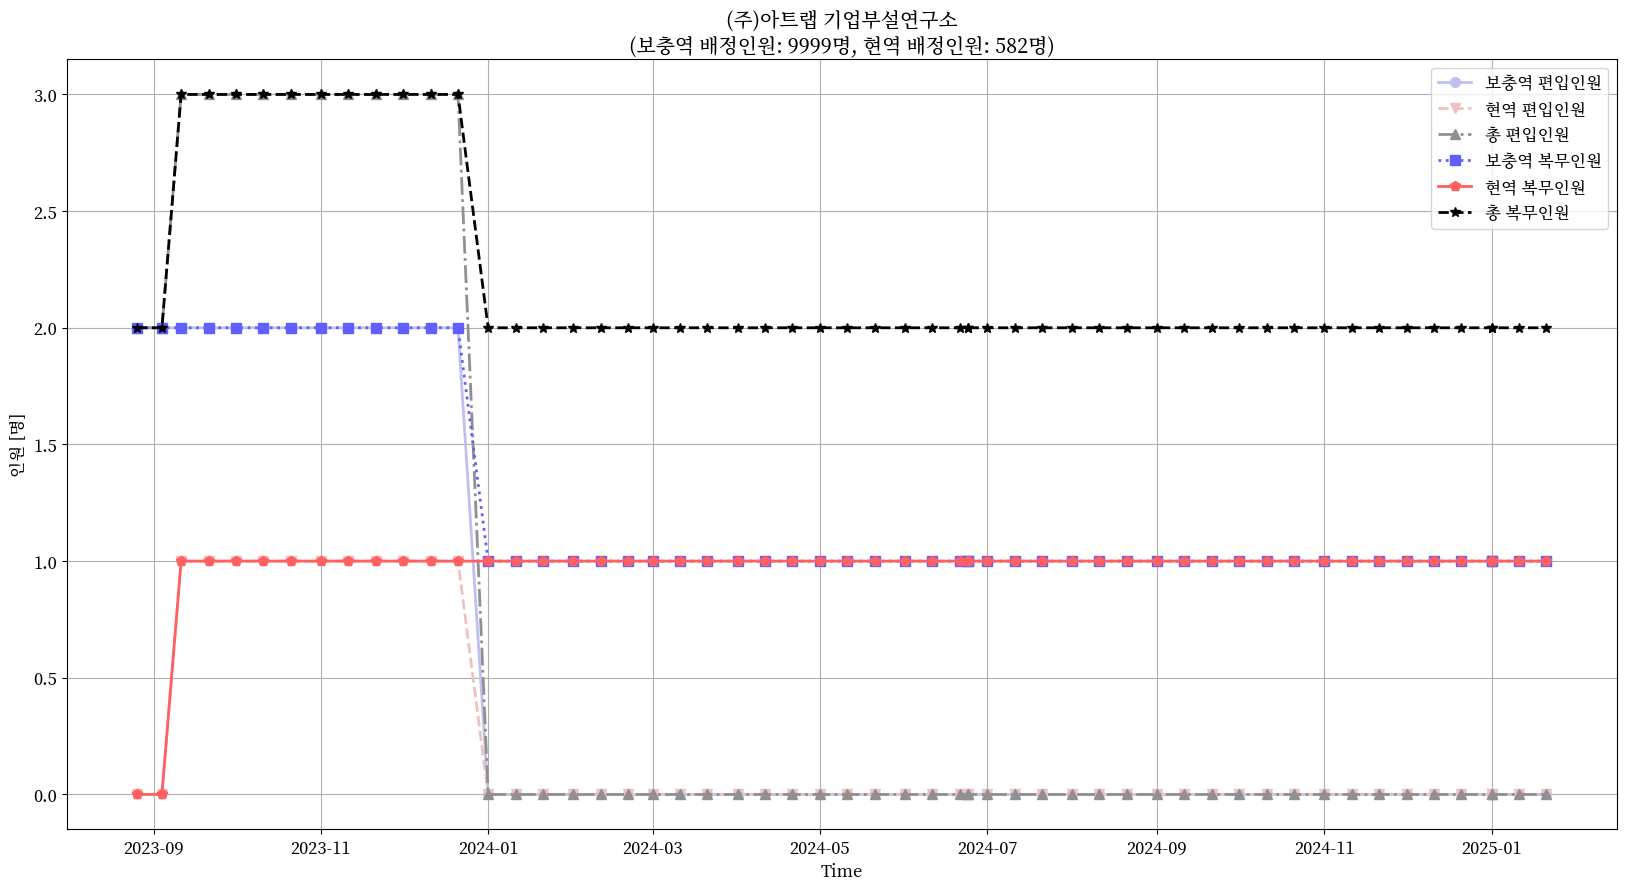 (주)아트랩 기업부설연구소
(보충역 배정인원: 9999명, 현역 배정인원: 582명)
보충역 편입인원
현역 편입인원
총 편입인원
보충역 복무인원
현역 복무인원
총 복무인원
인원 [명]
3.0
2.5
2.0
1.5
1.0
0.5
0.0
2023-09 2023-11 2024-01 2024-03 2024-05 2024-07 2024-09 2024-11 2025-01
Time